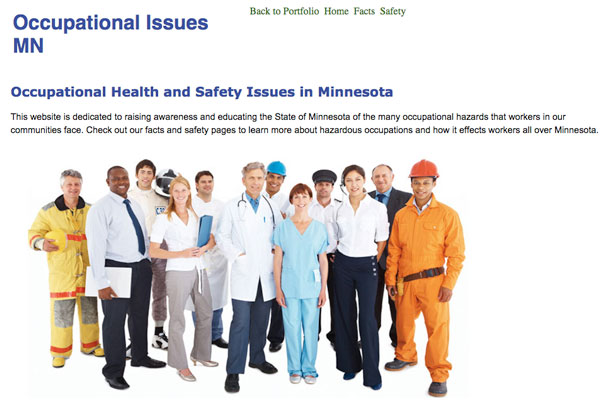 Occupational Issues
MN
Back to Portfolio Home Facts Safety
Occupational Health and Safety Issues in Minnesota
This website is dedicated to raising awareness and educating the State of Minnesota of the many occupational hazards that workers in our
communities face. Check out our facts and safety pages to learn more about hazardous occupations and how it effects workers all over Minnesota.